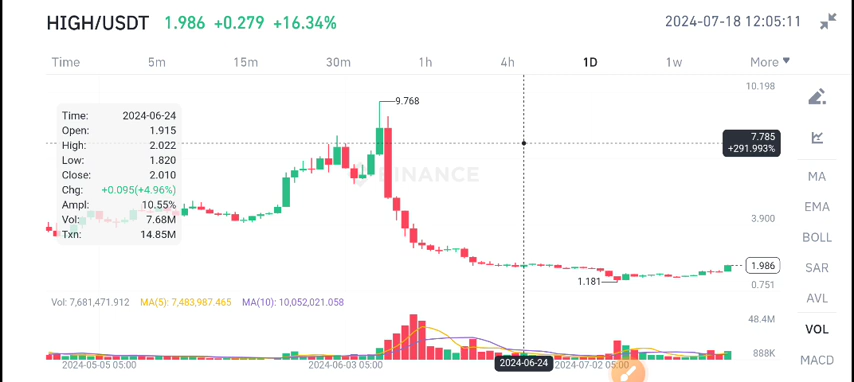 HIGH/USDT 1.986 +0.279 +16.34% 2024-07-18 12:05:11
Time 5m 15m 30m 1h 4h 1D 1w More
10.198
9.768
Time: 2024-06-24
Open: 1.915
High: 2.022
Low: 1.820
Close: 2.010
Chg: +0.095(+4.96%)
Ampl: 10.55%
Vol: 7.68M
Txn: 14.85M
7.785
+291.993%
BINANCE
3.900
1.986
1.181
0.751
MA
EMA
BOLL
SAR
AVL
VOL
MACD
Vol: 7,681,471.912 MA(5): 7,483,987.465 MA(10): 10,052,021.058
48.4M
888K
2024-05-05 05:00 2024-06-03 05:00 2024-06-24 2024-07-02 05:00